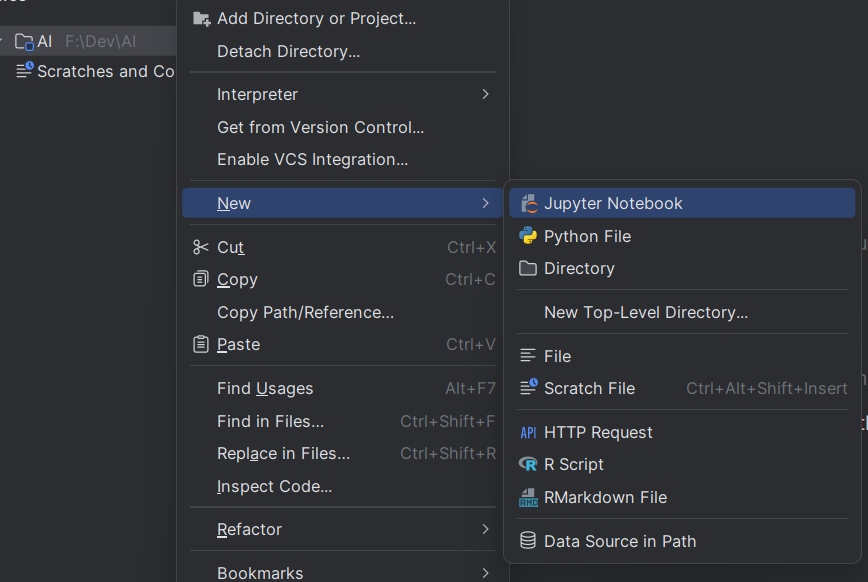 AI F:\Dev\AI
Scratches and Co
Add Directory or Project...
Detach Directory...
Interpreter
Get from Version Control...
Enable VCS Integration...
New
Cut Ctrl+X
Copy Ctrl+C
Copy Path/Reference...
Paste Ctrl+V
Find Usages Alt+F7
Find in Files... Ctrl+Shift+F
Replace in Files... Ctrl+Shift+R
Inspect Code...
Refactor
Bookmarks
Jupyter Notebook
Python File
Directory
New Top-Level Directory...
File
Scratch File Ctrl+Alt+Shift+Insert
API HTTP Request
R Script
RMD RMarkdown File
Data Source in Path